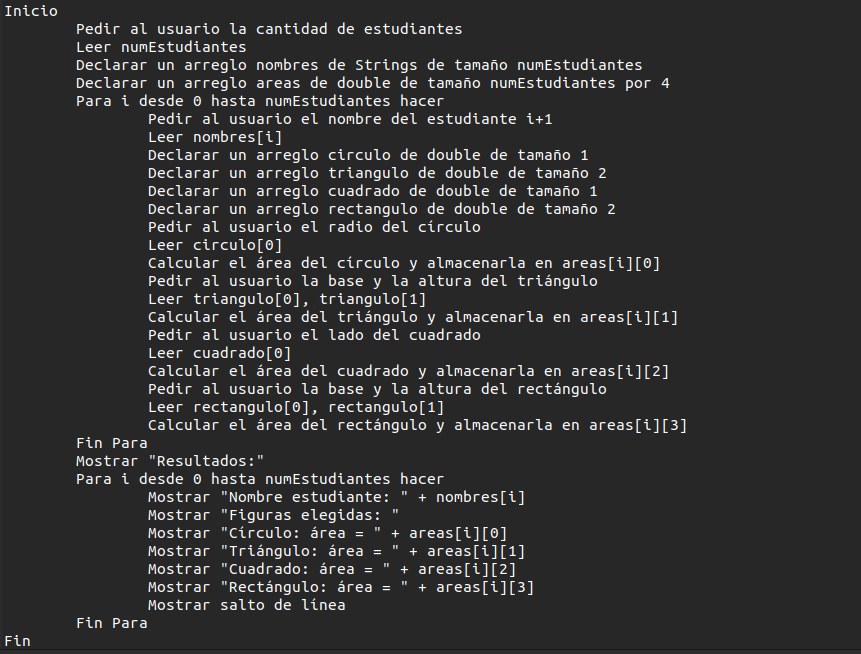 Inicio
Pedir al usuario la cantidad de estudiantes
Leer numEstudiantes
Declarar un arreglo nombres de Strings de tamaño numEstudiantes
Declarar un arreglo areas de double de tamaño numEstudiantes por 4
Para i desde 0 hasta numEstudiantes hacer
Pedir al usuario el nombre del estudiante i+1
Leer nombres[i]
Declarar un arreglo circulo de double de tamaño 1
Declarar un arreglo triangulo de double de tamaño 2
Declarar un arreglo cuadrado de double de tamaño 1
Declarar un arreglo rectangulo de double de tamaño 2
Pedir al usuario el radio del círculo
Leer circulo[0]
Calcular el área del círculo y almacenarla en areas[i][0]
Pedir al usuario la base y la altura del triángulo
Leer triangulo[0], triangulo[1]
Calcular el área del triángulo y almacenarla en areas[i][1]
Pedir al usuario el lado del cuadrado
Leer cuadrado[0]
Calcular el área del cuadrado y almacenarla en areas[i][2]
Pedir al usuario la base y la altura del rectángulo
Leer rectangulo[0], rectangulo[1]
Calcular el área del rectángulo y almacenarla en areas[i][3]
Fin Para
Mostrar "Resultados:"
Para i desde 0 hasta numEstudiantes hacer
Mostrar "Nombre estudiante: " + nombres[i]
Mostrar "Figuras elegidas: "
Mostrar "Círculo: área = " + areas[i][0]
Mostrar "Triángulo: área = " + areas[i][1]
Mostrar "Cuadrado: área = " + areas[i][2]
Mostrar "Rectángulo: área = " + areas[i][3]
Mostrar salto de línea
Fin Para
Fin